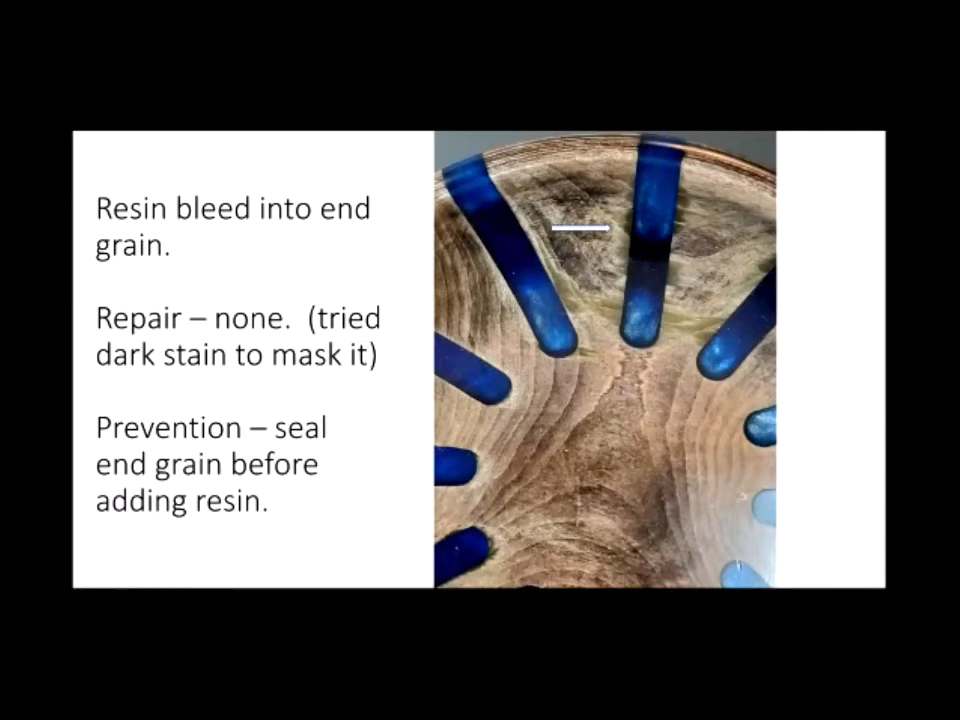 Resin bleed into end
grain.
Repair – none.  (tried
dark stain to mask it)
Prevention – seal
end grain before
adding resin.